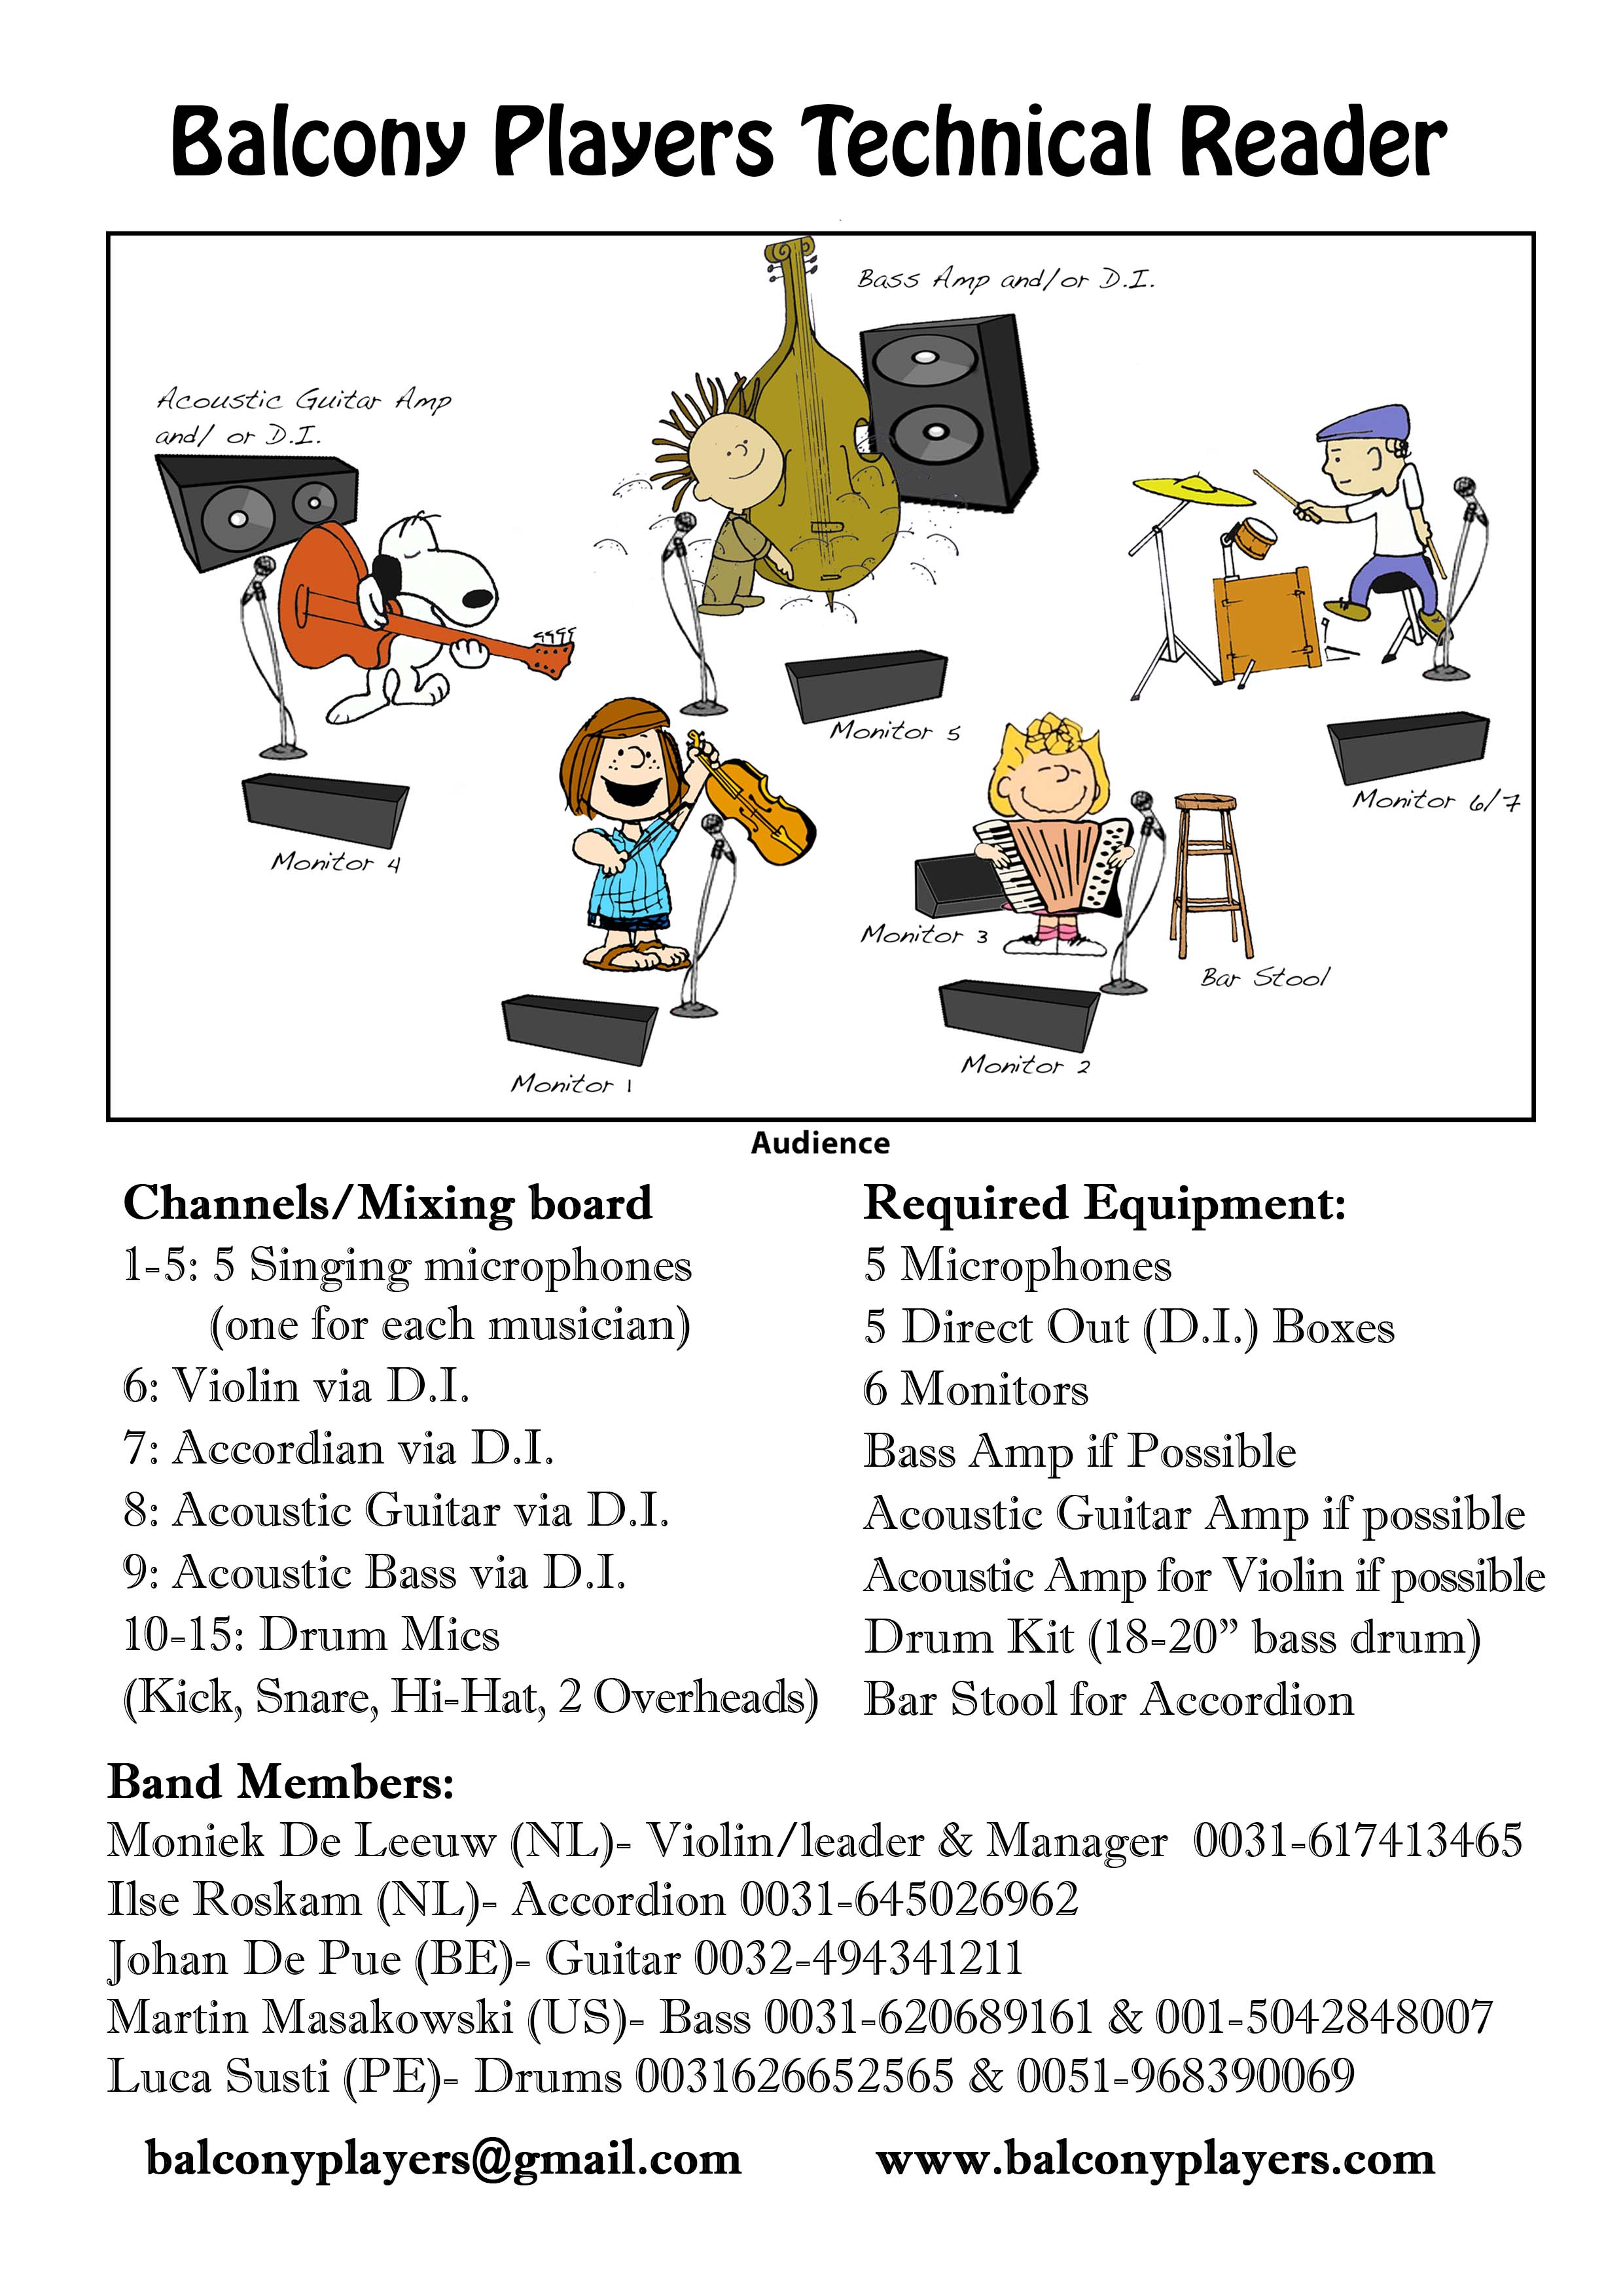 Balcony Players Technical Reader
Bass Amp and/or D.I.
Acoustic Guitar Amp
and/ or D.I.
Monitor 5
Monitor 6/7
Monitor 4
Monitor 3
Bar Stool
Monitor 2
Monitor 1
Audience
Channels/Mixing board
1-5: 5 Singing microphones
(one for each musician)
6: Violin via D.I.
7: Accordian via D.I.
8: Acoustic Guitar via D.I.
9: Acoustic Bass via D.I.
10-15: Drum Mics
(Kick, Snare, Hi-Hat, 2 Overheads)
Required Equipment:
5 Microphones
5 Direct Out (D.I.) Boxes
6 Monitors
Bass Amp if Possible
Acoustic Guitar Amp if possible
Acoustic Amp for Violin if possible
Drum Kit (18-20” bass drum)
Bar Stool for Accordion
Band Members:
Moniek De Leeuw (NL)- Violin/leader & Manager 0031-617413465
Ilse Roskam (NL)- Accordion 0031-645026962
Johan De Pue (BE)- Guitar 0032-494341211
Martin Masakowski (US)- Bass 0031-620689161 & 001-5042848007
Luca Susti (PE)- Drums 0031626652565 & 0051-968390069
balconyplayers@gmail.com
www.balconyplayers.com